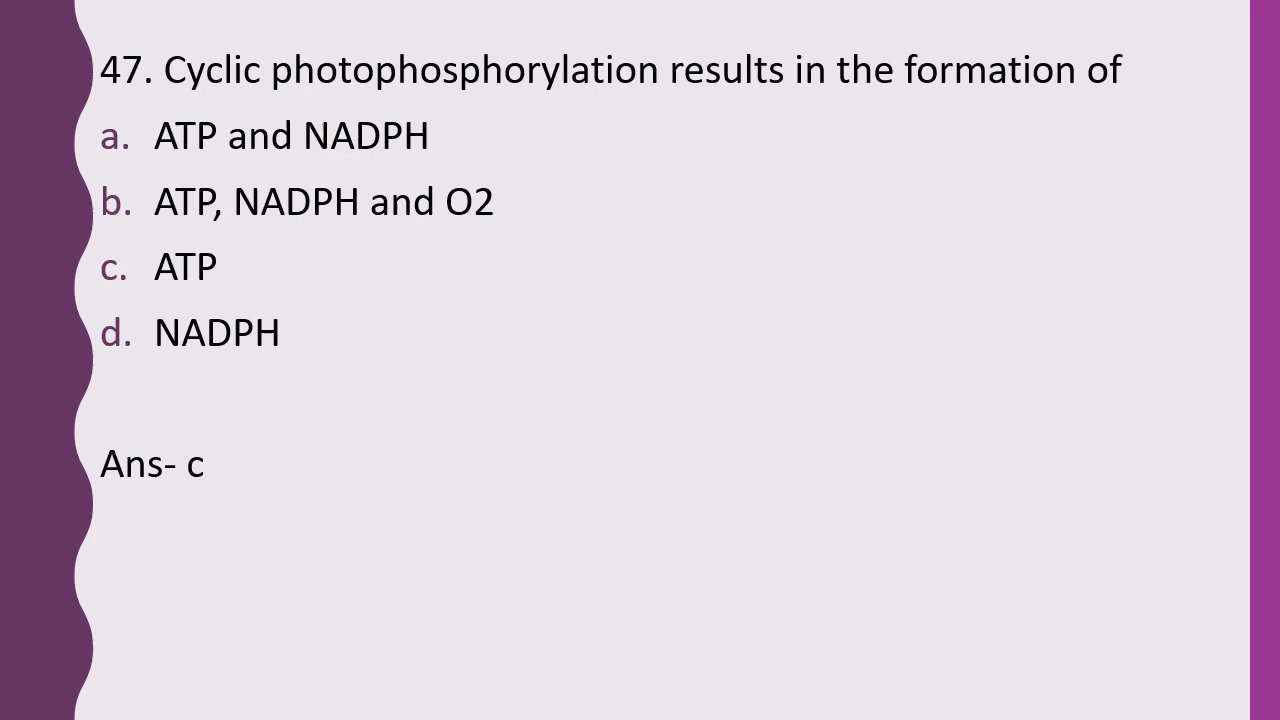 47. Cyclic photophosphorylation results in the formation of
a. ATP and NADPH
b. ATP, NADPH and O2
c. ATP
d. NADPH
Ans- c